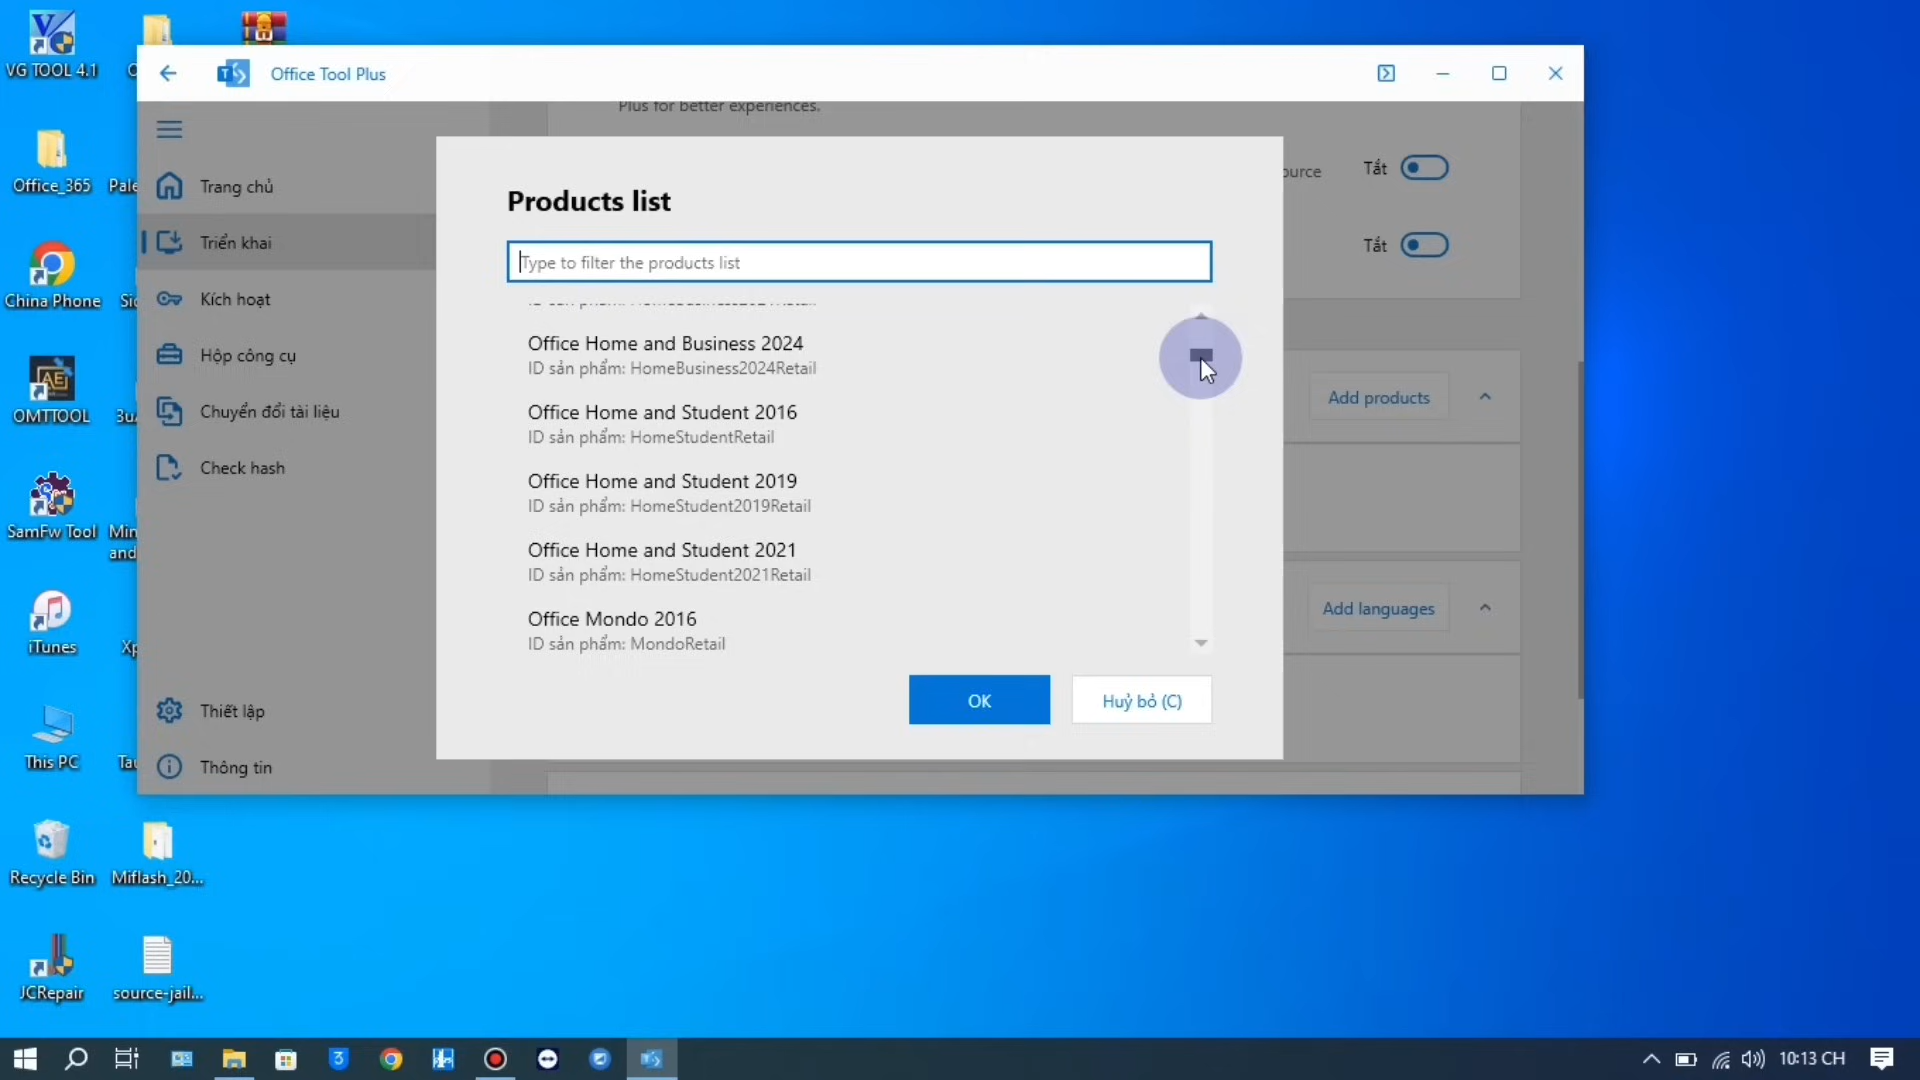 VG TOOL 4.1
Office Tool Plus
Plus for better experiences.
Office_365
Trang chủ
Products list
Tắt
Triển khai
Type to filter the products list
Tắt
China Phone
Kích hoạt
Office Home and Business 2024
ID sản phẩm: HomeBusiness2024Retail
Hộp công cụ
Add products
OMTTOOL
Chuyển đổi tài liệu
Office Home and Student 2016
ID sản phẩm: HomeStudentRetail
Check hash
Office Home and Student 2019
ID sản phẩm: HomeStudent2019Retail
SamFw Tool
Office Home and Student 2021
ID sản phẩm: HomeStudent2021Retail
Add languages
iTunes
Office Mondo 2016
ID sản phẩm: MondoRetail
OK
Huỷ bỏ (C)
Thiết lập
This PC
Thông tin
Recycle Bin
Miflash_20...
JCRepair
source-jail...
10:13 CH